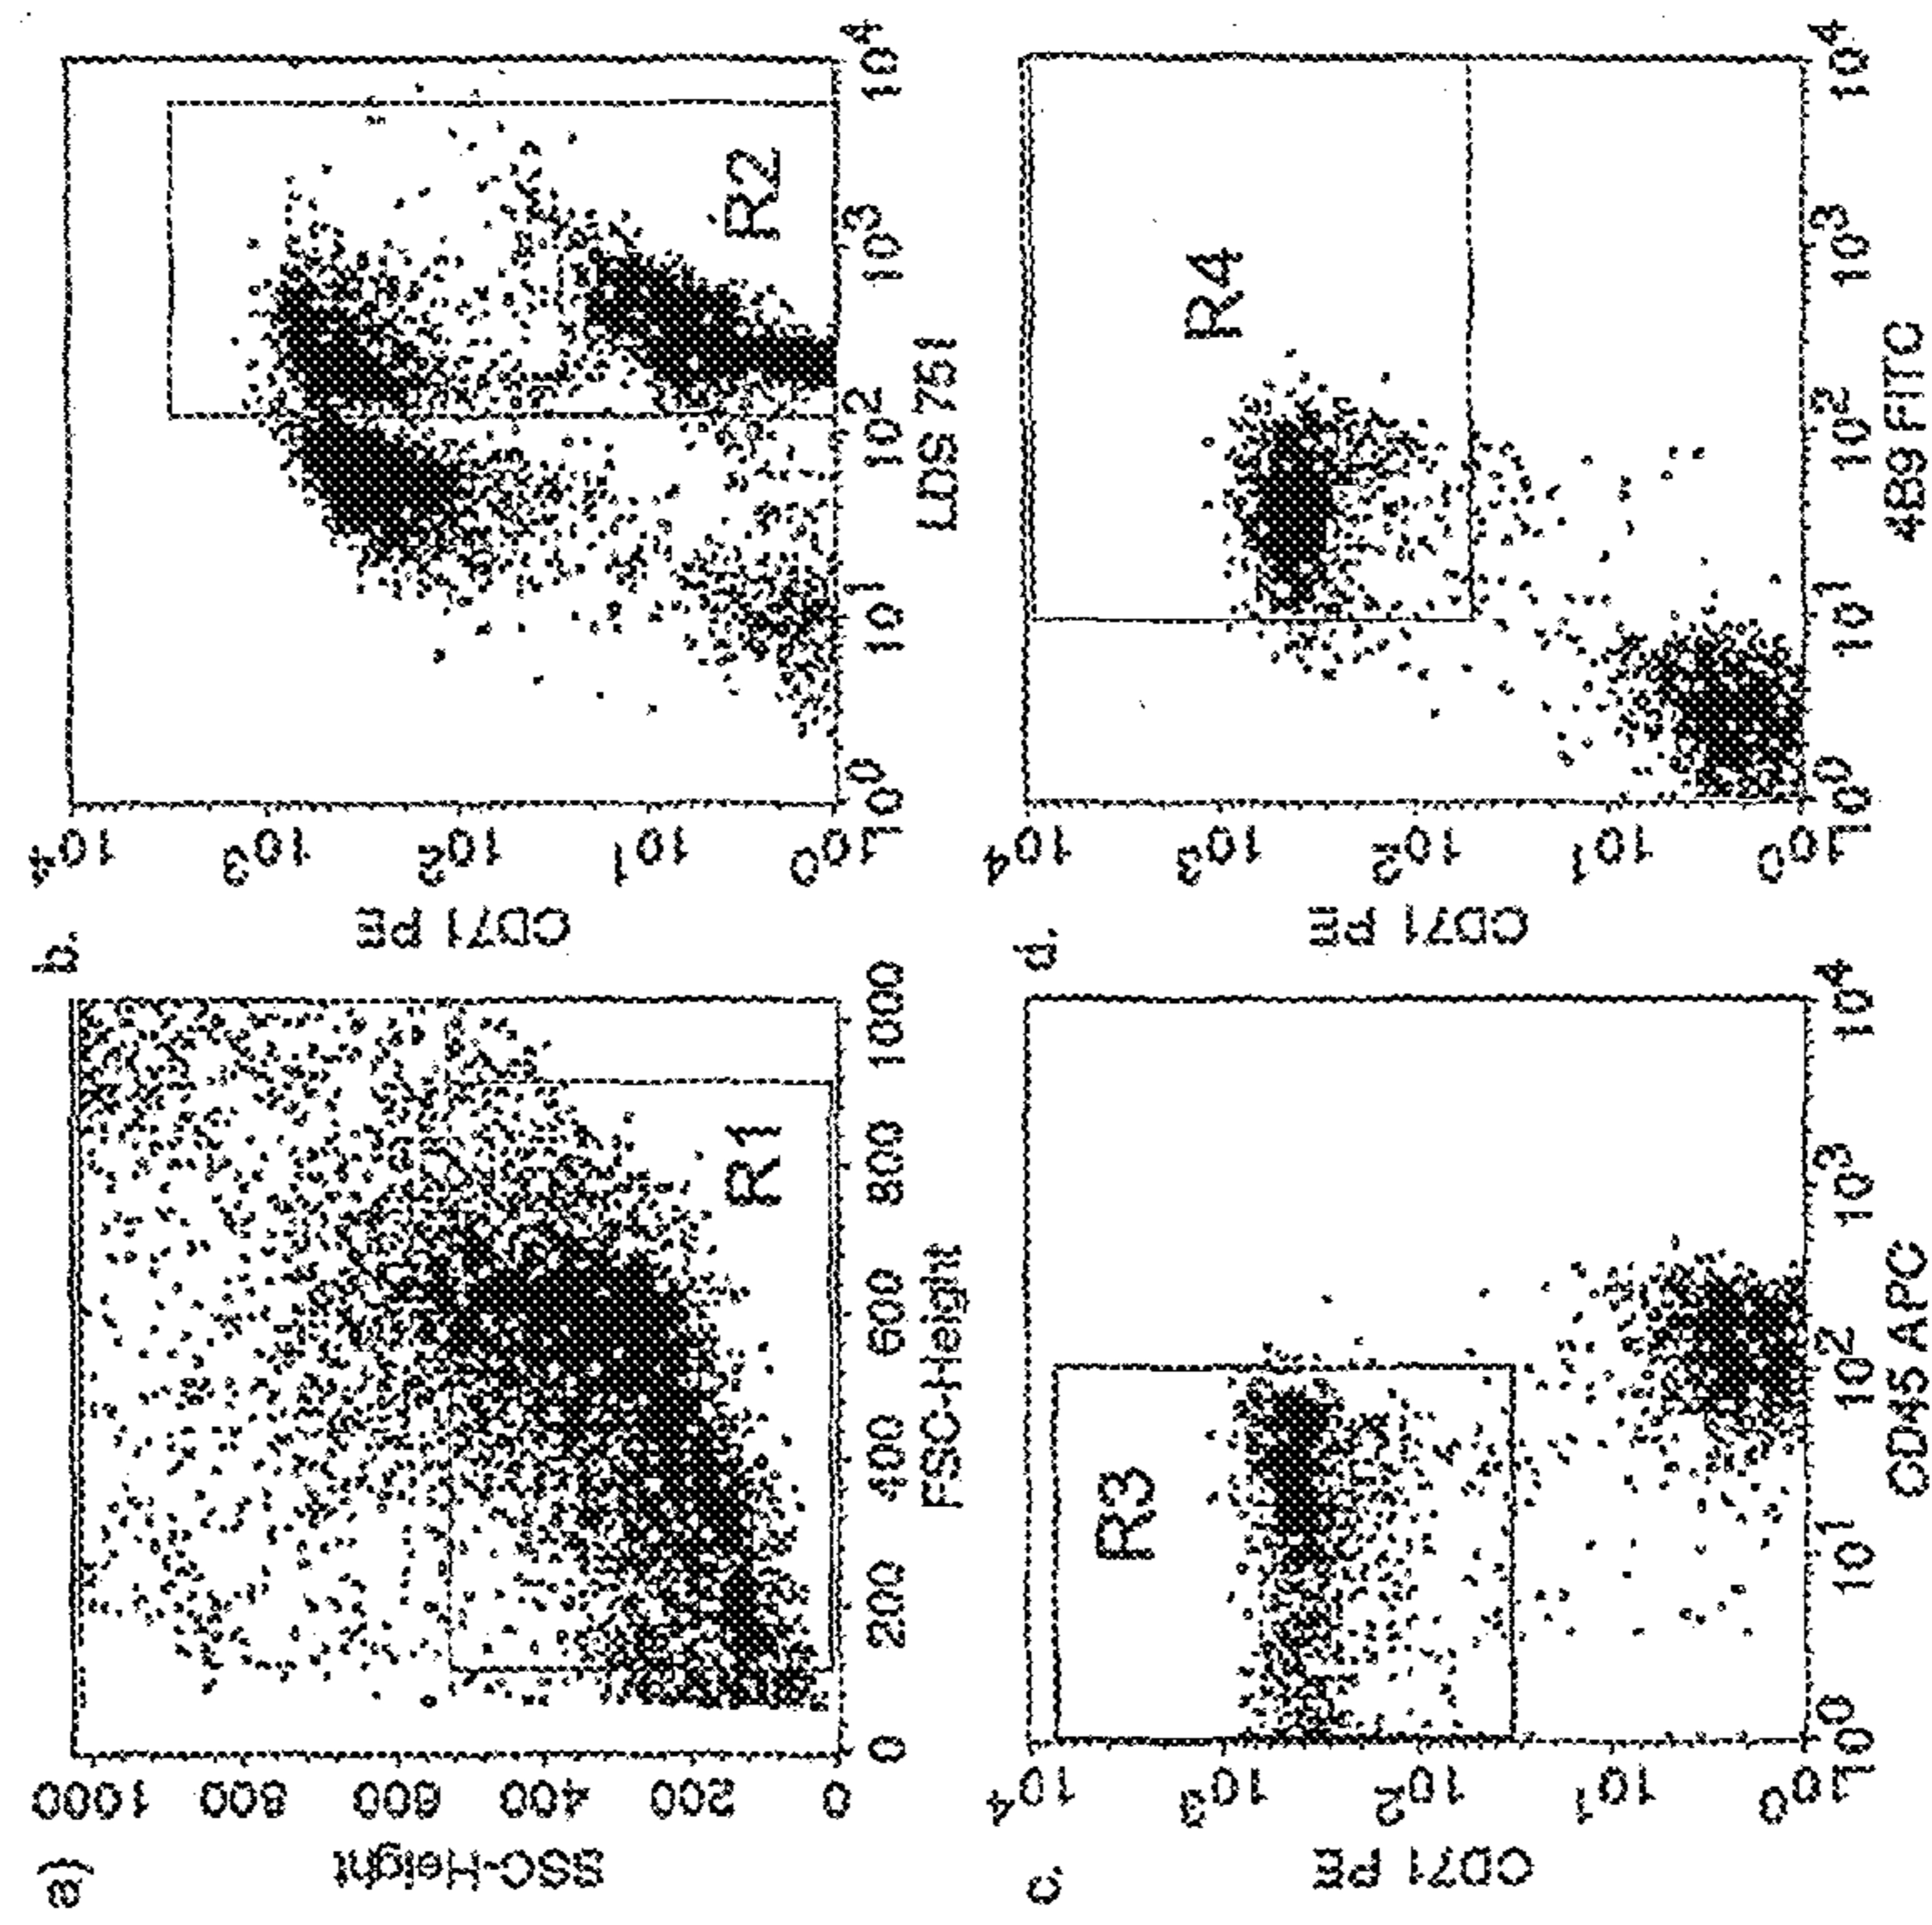 a)
SSC-Height
1000
800
600
400
200
0
R1
0 200 400 600 800 1000
FSC-Height
b.
CD71 PE
10⁴
10³
10²
10¹
10⁰
R2
10⁰ 10¹ 10² 10³ 10⁴
LDS 751
c.
CD71 PE
10⁴
10³
10²
10¹
10⁰
R3
10⁰ 10¹ 10² 10³ 10⁴
CD45 APC
d.
CD71 PE
10⁴
10³
10²
10¹
10⁰
R4
10⁰ 10¹ 10² 10³ 10⁴
4B9 FITC